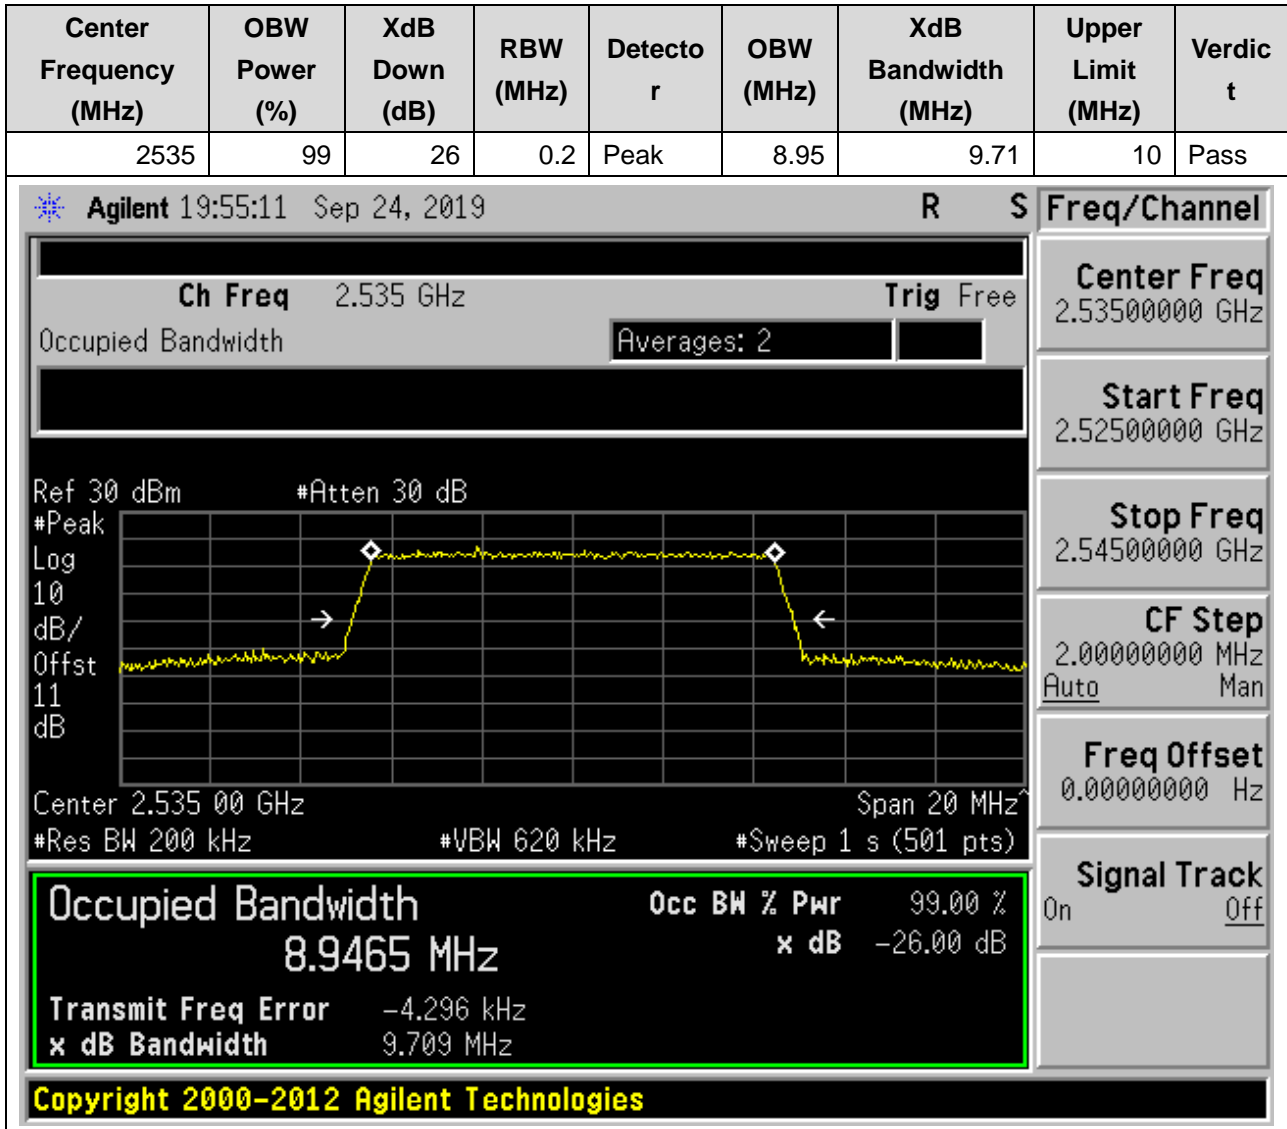 Center Frequency (MHz) OBW Power (%) XdB Down (dB) RBW (MHz) Detecto r OBW (MHz) XdB Bandwidth (MHz) Upper Limit (MHz) Verdic t
2535 99 26 0.2 Peak 8.95 9.71 10 Pass
Agilent 19:55:11 Sep 24, 2019 R S Freq/Channel
Ch Freq 2.535 GHz Trig Free
Occupied Bandwidth Averages: 2
Center Freq
2.53500000 GHz
Start Freq
2.52500000 GHz
Stop Freq
2.54500000 GHz
CF Step
2.00000000 MHz
Auto Man
Freq Offset
0.00000000 Hz
Signal Track
On Off
Ref 30 dBm #Atten 30 dB
#Peak
Log
10
dB/
Offst
11
dB
Center 2.535 00 GHz Span 20 MHz^
#Res BW 200 kHz #VBW 620 kHz #Sweep 1 s (501 pts)
Occupied Bandwidth Occ BW % Pwr 99.00 %
8.9465 MHz x dB -26.00 dB
Transmit Freq Error -4.296 kHz
x dB Bandwidth 9.709 MHz
Copyright 2000-2012 Agilent Technologies